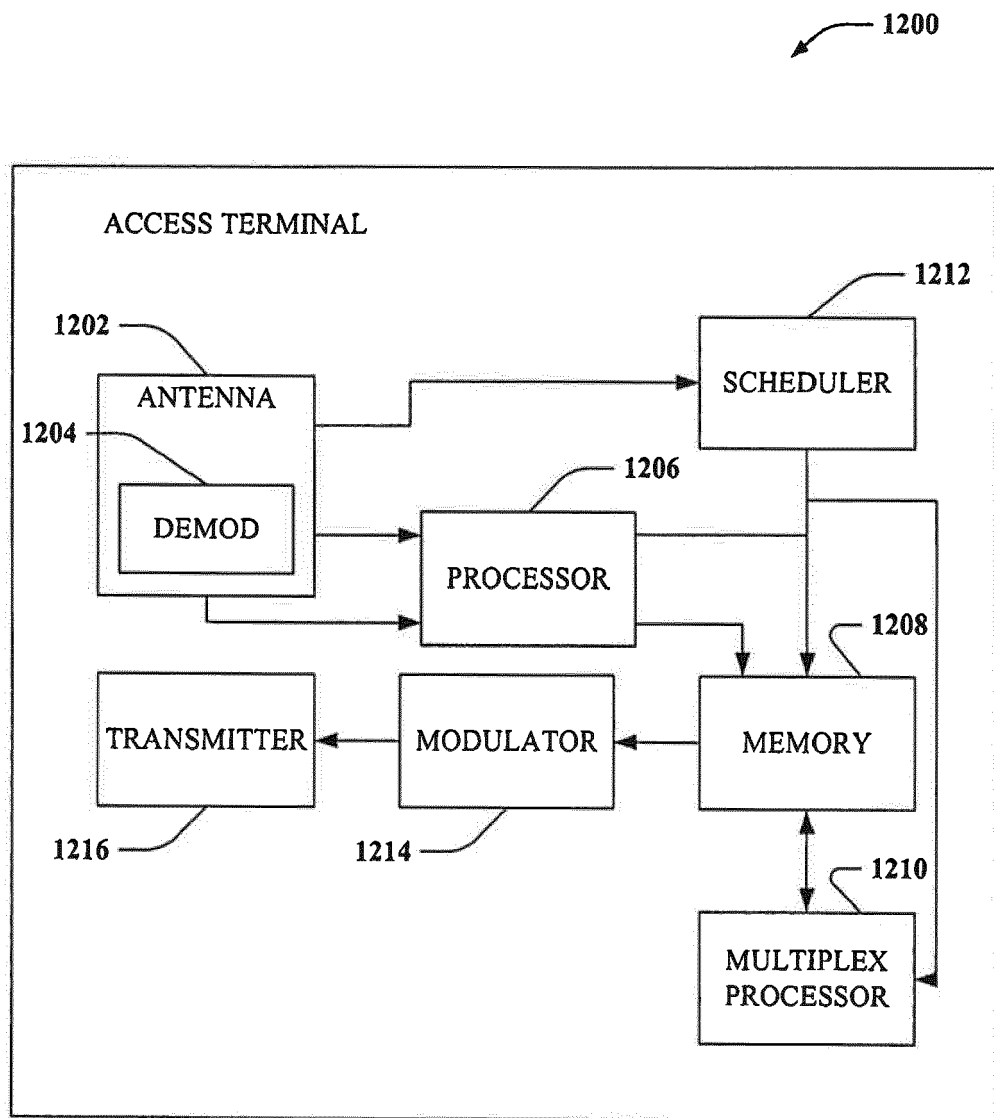 1200
ACCESS TERMINAL
1212
1202
SCHEDULER
ANTENNA
1204
1206
DEMOD
PROCESSOR
1208
TRANSMITTER
MODULATOR
MEMORY
1216
1214
1210
MULTIPLEX
PROCESSOR